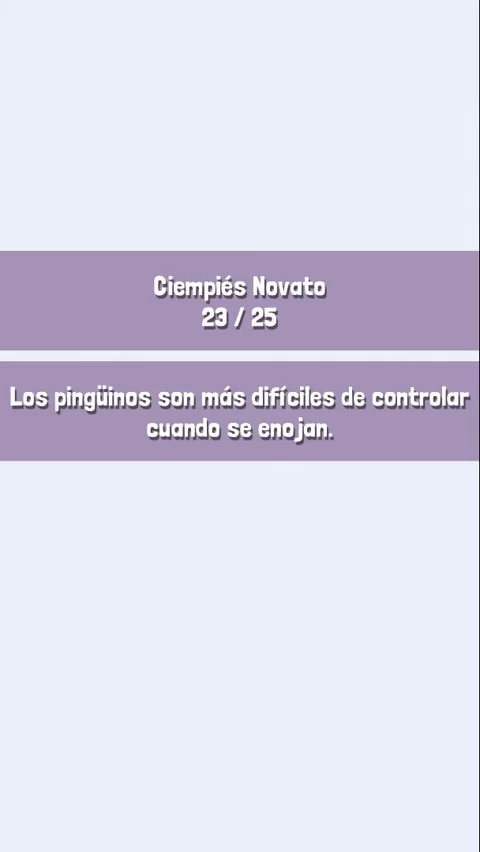 Ciempiés Novato
23 / 25
Los pingüinos son más difíciles de controlar
cuando se enojan.